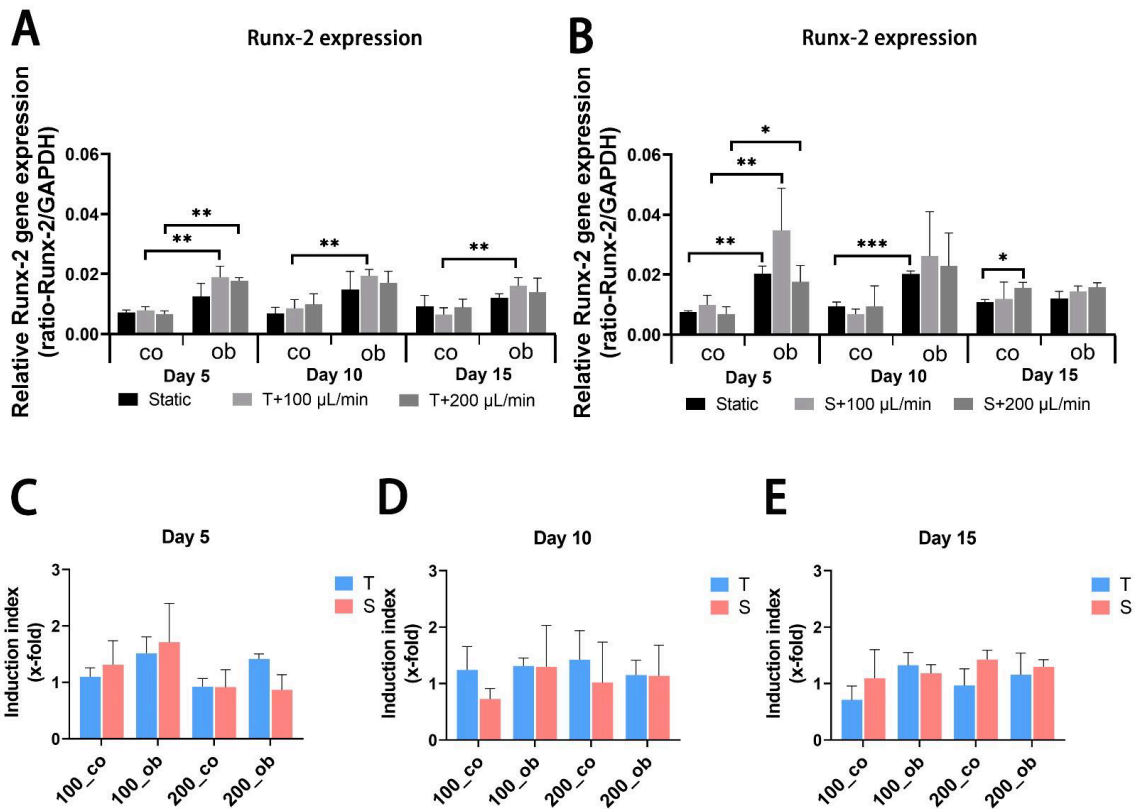 A
Runx-2 expression
Relative Runx-2 gene expression
(ratio-Runx-2/GAPDH)
0.06
0.04
0.02
0.00
** ** ** **
co ob co ob co ob
Day 5 Day 10 Day 15
Static T+100 µL/min T+200 µL/min
B
Runx-2 expression
Relative Runx-2 gene expression
(ratio-Runx-2/GAPDH)
0.06
0.04
0.02
0.00
*
**
** *** *
co ob co ob co ob
Day 5 Day 10 Day 15
Static S+100 µL/min S+200 µL/min
C
Day 5
Induction index
(x-fold)
3
2
1
0
T
S
100_co 100_ob 200_co 200_ob
D
Day 10
Induction index
(x-fold)
3
2
1
0
T
S
100_co 100_ob 200_co 200_ob
E
Day 15
Induction index
(x-fold)
3
2
1
0
T
S
100_co 100_ob 200_co 200_ob